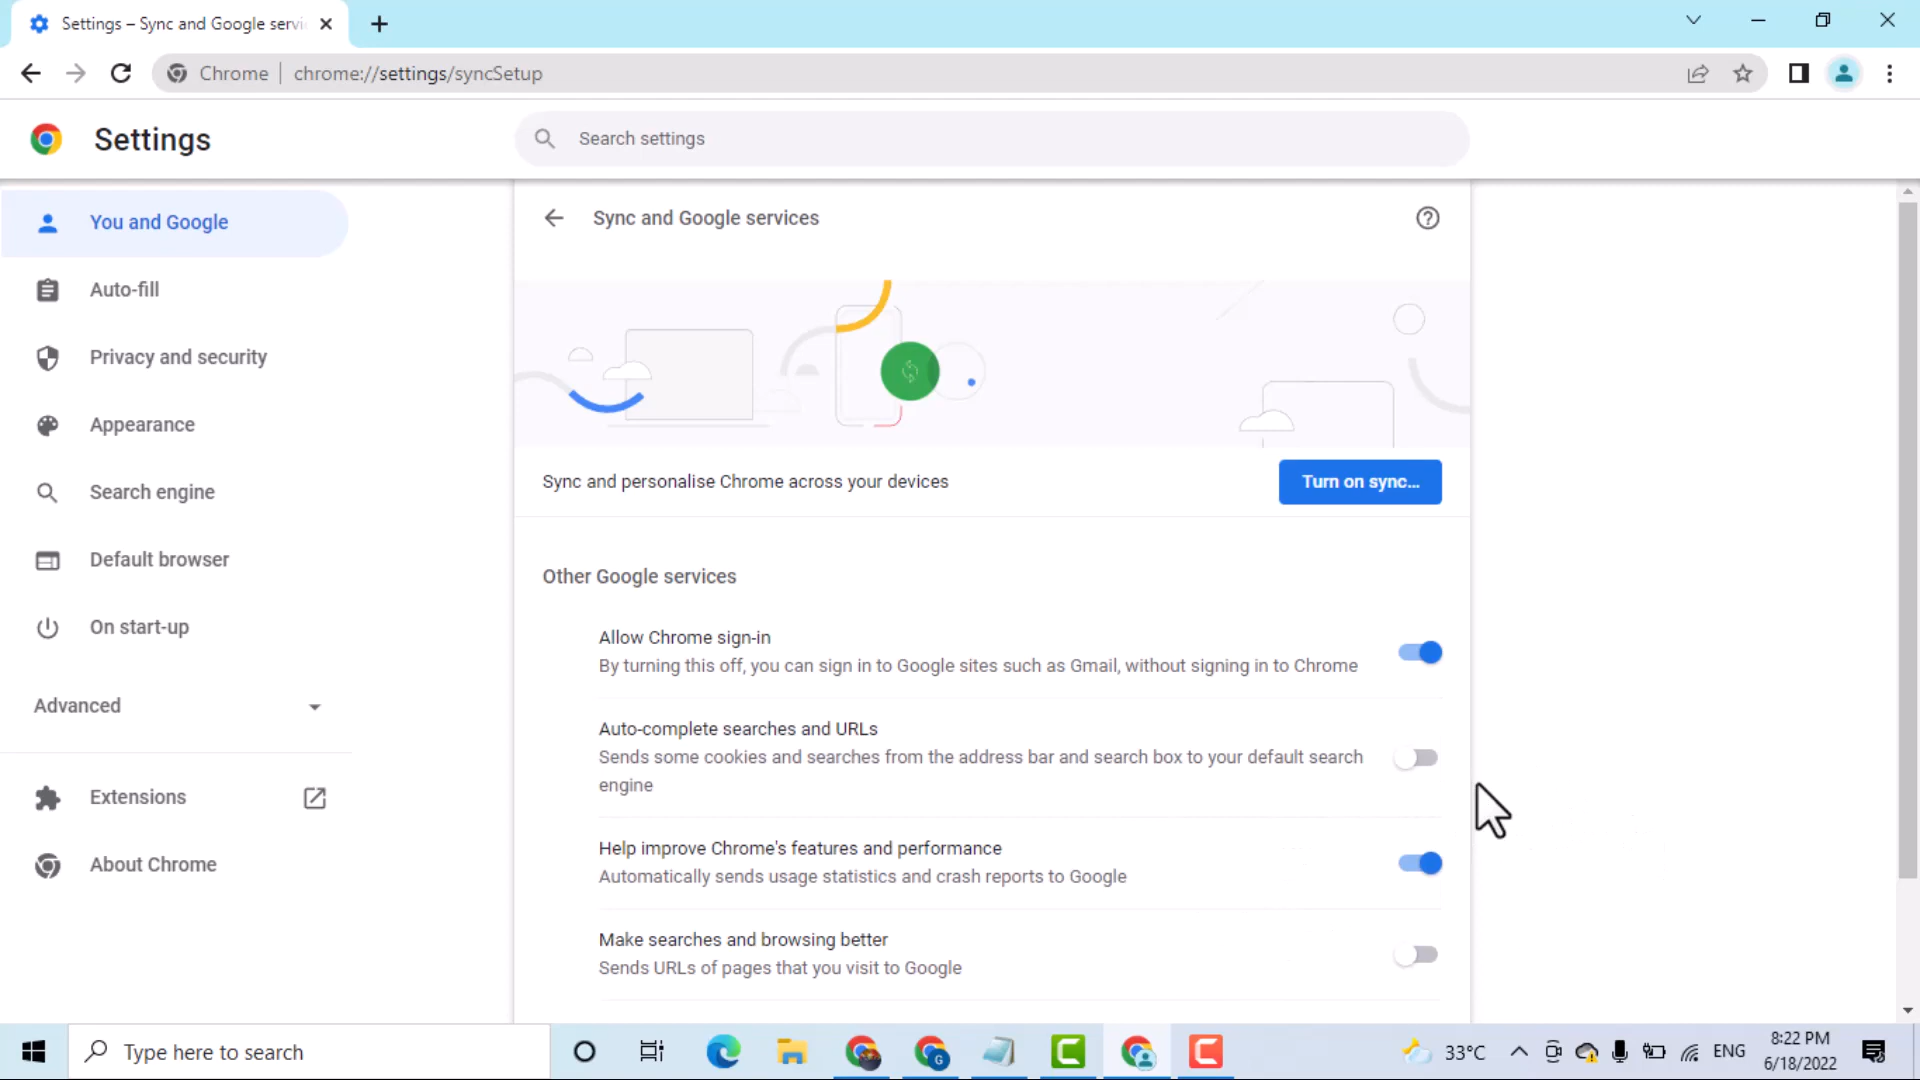 Settings – Sync and Google servi
Chrome
chrome://settings/syncSetup
Settings
Search settings
You and Google
Auto-fill
Privacy and security
Appearance
Search engine
Default browser
On start-up
Advanced
Extensions
About Chrome
Sync and Google services
Sync and personalise Chrome across your devices
Turn on sync...
Other Google services
Allow Chrome sign-in
By turning this off, you can sign in to Google sites such as Gmail, without signing in to Chrome
Auto-complete searches and URLs
Sends some cookies and searches from the address bar and search box to your default search
engine
Help improve Chrome's features and performance
Automatically sends usage statistics and crash reports to Google
Make searches and browsing better
Sends URLs of pages that you visit to Google
Type here to search
G
33°C
ENG
8:22 PM
6/18/2022